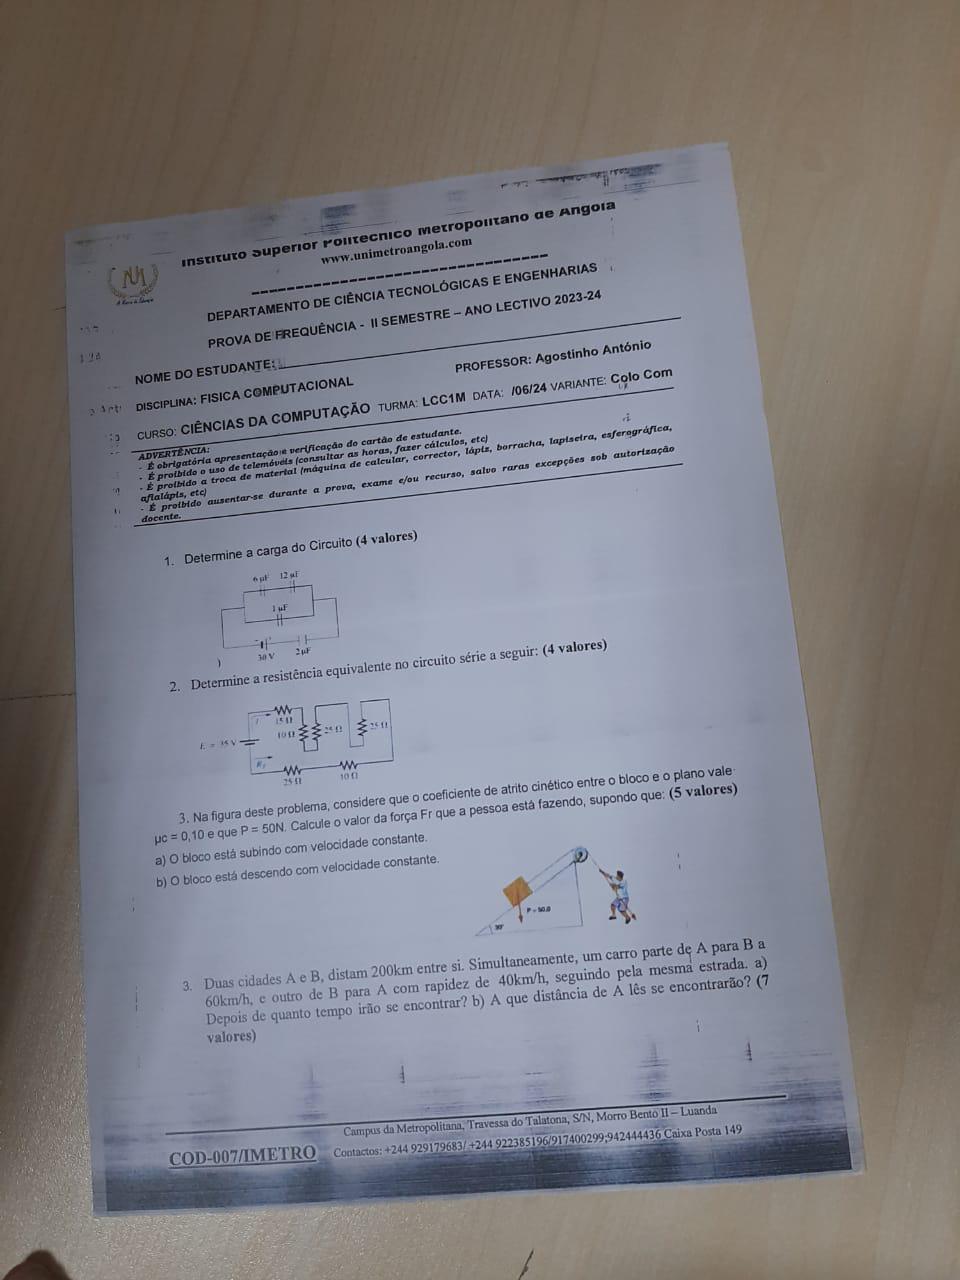 Instituto Superior Politécnico Metropolitano de Angola
www.unimetroangola.com
DEPARTAMENTO DE CIÊNCIA TECNOLÓGICAS E ENGENHARIAS
PROVA DE FREQUÊNCIA - II SEMESTRE – ANO LECTIVO 2023-24
NOME DO ESTUDANTE:
DISCIPLINA: FISICA COMPUTACIONAL PROFESSOR: Agostinho António
CURSO: CIÊNCIAS DA COMPUTAÇÃO TURMA: LCC1M DATA: /06/24 VARIANTE: Colo Com
ADVERTÊNCIA:
- É obrigatória apresentação e verificação do cartão de estudante.
- É proibido o uso de telemóveis (consultar as horas, fazer cálculos, etc)
- É proibido a troca de material (máquina de calcular, corrector, lápis, borracha, lapiseira, esferográfica,
afialápis, etc)
- É proibido ausentar-se durante a prova, exame e/ou recurso, salvo raras excepções sob autorização
docente.
1. Determine a carga do Circuito (4 valores)
6 µF 12 µF
1 µF
30 V 2 µF
)
2. Determine a resistência equivalente no circuito série a seguir: (4 valores)
I 15 Ω
10 Ω 25 Ω 25 Ω
E = 35 V
25 Ω 10 Ω
3. Na figura deste problema, considere que o coeficiente de atrito cinético entre o bloco e o plano vale
µc = 0,10 e que P = 50N. Calcule o valor da força Fr que a pessoa está fazendo, supondo que: (5 valores)
a) O bloco está subindo com velocidade constante.
b) O bloco está descendo com velocidade constante.
P = 50,0
30°
3. Duas cidades A e B, distam 200km entre si. Simultaneamente, um carro parte de A para B a
60km/h, e outro de B para A com rapidez de 40km/h, seguindo pela mesma estrada. a)
Depois de quanto tempo irão se encontrar? b) A que distância de A lês se encontrarão? (7
valores)
Campus da Metropolitana, Travessa do Talatona, S/N, Morro Bento II – Luanda
COD-007/IMETRO Contactos: +244 929179683/ +244 922385196/917400299;942444436 Caixa Posta 149